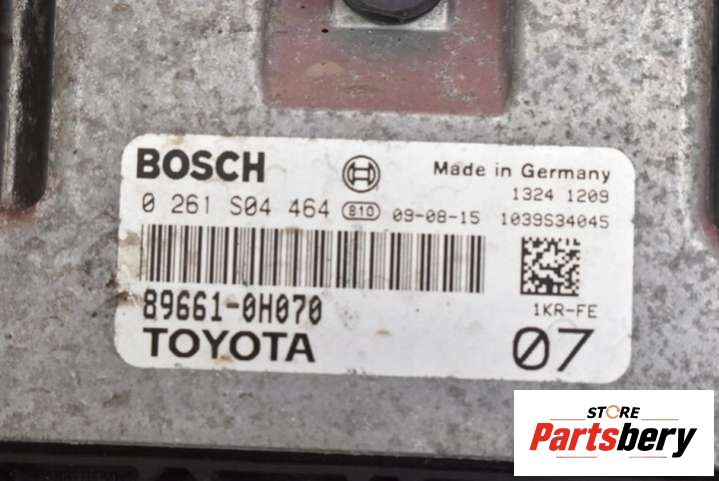 BOSCH
Made in Germany
1324 1209
0 261 S04 464 810 09-08-15 1039S34045
89661-0H070
1KR-FE
TOYOTA
07
STORE
Partsbery